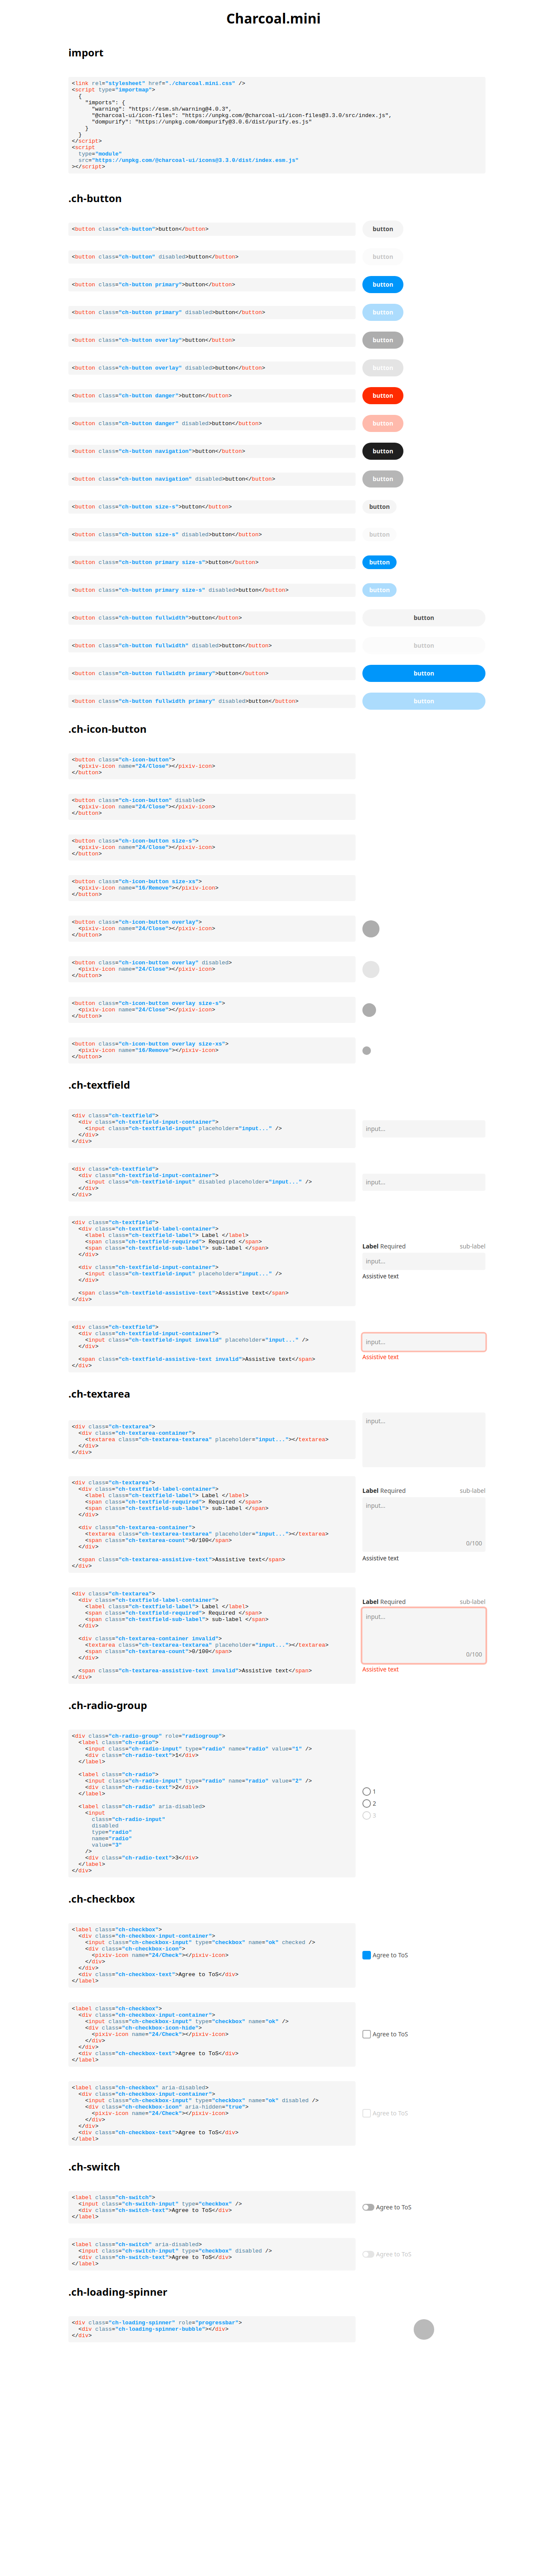 Charcoal.mini
import
<link rel="stylesheet" href="./charcoal.mini.css" />
<script type="importmap">
  {
    "imports": {
      "warning": "https://esm.sh/warning@4.0.3",
      "@charcoal-ui/icon-files": "https://unpkg.com/@charcoal-ui/icon-files@3.3.0/src/index.js",
      "dompurify": "https://unpkg.com/dompurify@3.0.6/dist/purify.es.js"
    }
  }
</script>
<script
  type="module"
  src="https://unpkg.com/@charcoal-ui/icons@3.3.0/dist/index.esm.js"
></script>
.ch-button
<button class="ch-button">button</button>
button
<button class="ch-button" disabled>button</button>
button
<button class="ch-button primary">button</button>
button
<button class="ch-button primary" disabled>button</button>
button
<button class="ch-button overlay">button</button>
button
<button class="ch-button overlay" disabled>button</button>
button
<button class="ch-button danger">button</button>
button
<button class="ch-button danger" disabled>button</button>
button
<button class="ch-button navigation">button</button>
button
<button class="ch-button navigation" disabled>button</button>
button
<button class="ch-button size-s">button</button>
button
<button class="ch-button size-s" disabled>button</button>
button
<button class="ch-button primary size-s">button</button>
button
<button class="ch-button primary size-s" disabled>button</button>
button
<button class="ch-button fullwidth">button</button>
button
<button class="ch-button fullwidth" disabled>button</button>
button
<button class="ch-button fullwidth primary">button</button>
button
<button class="ch-button fullwidth primary" disabled>button</button>
button
.ch-icon-button
<button class="ch-icon-button">
  <pixiv-icon name="24/Close"></pixiv-icon>
</button>
<button class="ch-icon-button" disabled>
  <pixiv-icon name="24/Close"></pixiv-icon>
</button>
<button class="ch-icon-button size-s">
  <pixiv-icon name="24/Close"></pixiv-icon>
</button>
<button class="ch-icon-button size-xs">
  <pixiv-icon name="16/Remove"></pixiv-icon>
</button>
<button class="ch-icon-button overlay">
  <pixiv-icon name="24/Close"></pixiv-icon>
</button>
<button class="ch-icon-button overlay" disabled>
  <pixiv-icon name="24/Close"></pixiv-icon>
</button>
<button class="ch-icon-button overlay size-s">
  <pixiv-icon name="24/Close"></pixiv-icon>
</button>
<button class="ch-icon-button overlay size-xs">
  <pixiv-icon name="16/Remove"></pixiv-icon>
</button>
.ch-textfield
<div class="ch-textfield">
  <div class="ch-textfield-input-container">
    <input class="ch-textfield-input" placeholder="input..." />
  </div>
</div>
input...
<div class="ch-textfield">
  <div class="ch-textfield-input-container">
    <input class="ch-textfield-input" disabled placeholder="input..." />
  </div>
</div>
input...
<div class="ch-textfield">
  <div class="ch-textfield-label-container">
    <label class="ch-textfield-label"> Label </label>
    <span class="ch-textfield-required"> Required </span>
    <span class="ch-textfield-sub-label"> sub-label </span>
  </div>
  <div class="ch-textfield-input-container">
    <input class="ch-textfield-input" placeholder="input..." />
  </div>
  <span class="ch-textfield-assistive-text">Assistive text</span>
</div>
Label Required sub-label
input...
Assistive text
<div class="ch-textfield">
  <div class="ch-textfield-input-container">
    <input class="ch-textfield-input invalid" placeholder="input..." />
  </div>
  <span class="ch-textfield-assistive-text invalid">Assistive text</span>
</div>
input...
Assistive text
.ch-textarea
<div class="ch-textarea">
  <div class="ch-textarea-container">
    <textarea class="ch-textarea-textarea" placeholder="input..."></textarea>
  </div>
</div>
input...
<div class="ch-textarea">
  <div class="ch-textfield-label-container">
    <label class="ch-textfield-label"> Label </label>
    <span class="ch-textfield-required"> Required </span>
    <span class="ch-textfield-sub-label"> sub-label </span>
  </div>
  <div class="ch-textarea-container">
    <textarea class="ch-textarea-textarea" placeholder="input..."></textarea>
    <span class="ch-textarea-count">0/100</span>
  </div>
  <span class="ch-textarea-assistive-text">Assistive text</span>
</div>
Label Required sub-label
input...
0/100
Assistive text
<div class="ch-textarea">
  <div class="ch-textfield-label-container">
    <label class="ch-textfield-label"> Label </label>
    <span class="ch-textfield-required"> Required </span>
    <span class="ch-textfield-sub-label"> sub-label </span>
  </div>
  <div class="ch-textarea-container invalid">
    <textarea class="ch-textarea-textarea" placeholder="input..."></textarea>
    <span class="ch-textarea-count">0/100</span>
  </div>
  <span class="ch-textarea-assistive-text invalid">Assistive text</span>
</div>
Label Required sub-label
input...
0/100
Assistive text
.ch-radio-group
<div class="ch-radio-group" role="radiogroup">
  <label class="ch-radio">
    <input class="ch-radio-input" type="radio" name="radio" value="1" />
    <div class="ch-radio-text">1</div>
  </label>
  <label class="ch-radio">
    <input class="ch-radio-input" type="radio" name="radio" value="2" />
    <div class="ch-radio-text">2</div>
  </label>
  <label class="ch-radio" aria-disabled>
    <input
      class="ch-radio-input"
      disabled
      type="radio"
      name="radio"
      value="3"
    />
    <div class="ch-radio-text">3</div>
  </label>
</div>
1
2
3
.ch-checkbox
<label class="ch-checkbox">
  <div class="ch-checkbox-input-container">
    <input class="ch-checkbox-input" type="checkbox" name="ok" checked />
    <div class="ch-checkbox-icon">
      <pixiv-icon name="24/Check"></pixiv-icon>
    </div>
  </div>
  <div class="ch-checkbox-text">Agree to ToS</div>
</label>
Agree to ToS
<label class="ch-checkbox">
  <div class="ch-checkbox-input-container">
    <input class="ch-checkbox-input" type="checkbox" name="ok" />
    <div class="ch-checkbox-icon-hide">
      <pixiv-icon name="24/Check"></pixiv-icon>
    </div>
  </div>
  <div class="ch-checkbox-text">Agree to ToS</div>
</label>
Agree to ToS
<label class="ch-checkbox" aria-disabled>
  <div class="ch-checkbox-input-container">
    <input class="ch-checkbox-input" type="checkbox" name="ok" disabled />
    <div class="ch-checkbox-icon" aria-hidden="true">
      <pixiv-icon name="24/Check"></pixiv-icon>
    </div>
  </div>
  <div class="ch-checkbox-text">Agree to ToS</div>
</label>
Agree to ToS
.ch-switch
<label class="ch-switch">
  <input class="ch-switch-input" type="checkbox" />
  <div class="ch-switch-text">Agree to ToS</div>
</label>
Agree to ToS
<label class="ch-switch" aria-disabled>
  <input class="ch-switch-input" type="checkbox" disabled />
  <div class="ch-switch-text">Agree to ToS</div>
</label>
Agree to ToS
.ch-loading-spinner
<div class="ch-loading-spinner" role="progressbar">
  <div class="ch-loading-spinner-bubble"></div>
</div>